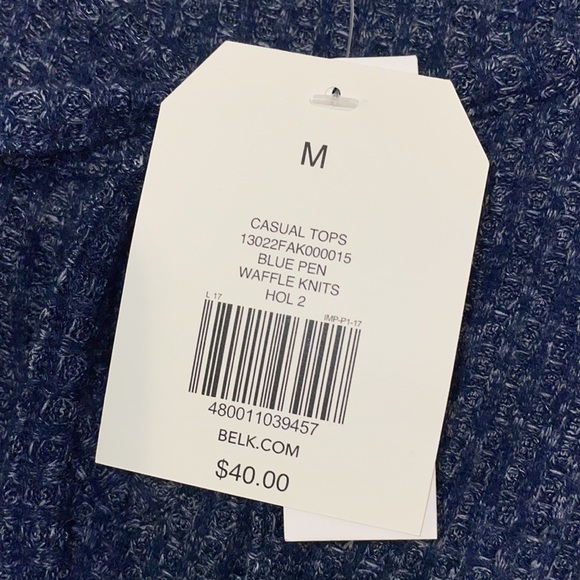 M
CASUAL TOPS
13022FAK000015
BLUE PEN
WAFFLE KNITS
HOL 2
L 17 IMP-P1-17
480011039457
BELK.COM
$40.00